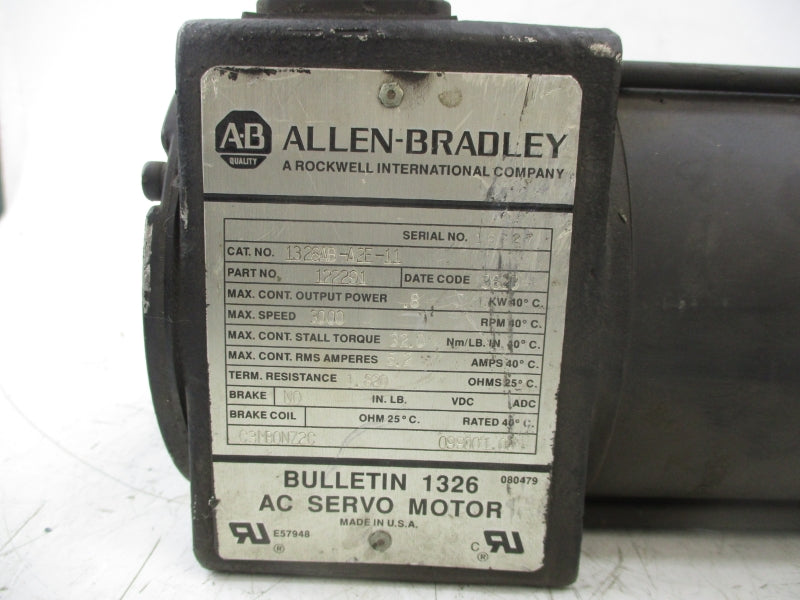 A-B
QUALITY
ALLEN-BRADLEY
A ROCKWELL INTERNATIONAL COMPANY
SERIAL NO.
CAT. NO. 1326AB-A3E-11
PART NO. 122291 DATE CODE
MAX. CONT. OUTPUT POWER .8 KW 40° C.
MAX. SPEED 3000 RPM 40° C.
MAX. CONT. STALL TORQUE Nm/LB. IN. 40° C.
MAX. CONT. RMS AMPERES AMPS 40° C.
TERM. RESISTANCE OHMS 25° C.
BRAKE NO IN. LB. VDC ADC
BRAKE COIL OHM 25° C. RATED 40° C.
BULLETIN 1326 080479
AC SERVO MOTOR
MADE IN U.S.A.
E57948
® C ®